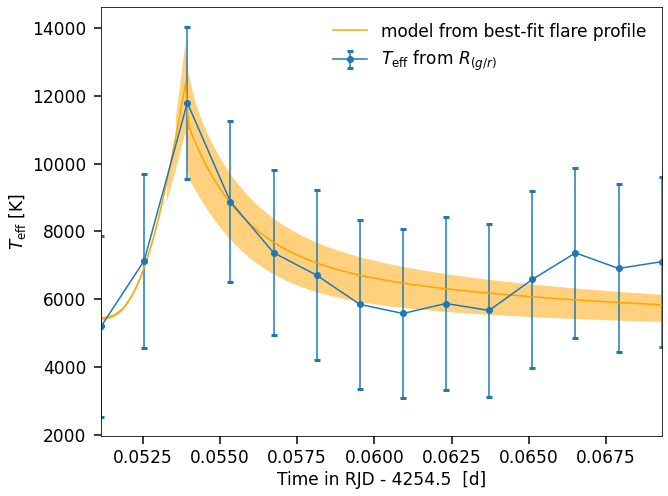 model from best-fit flare profile
T_eff from R_(g/r)
T_eff [K]
14000
12000
10000
8000
6000
4000
2000
0.0525 0.0550 0.0575 0.0600 0.0625 0.0650 0.0675
Time in RJD - 4254.5 [d]